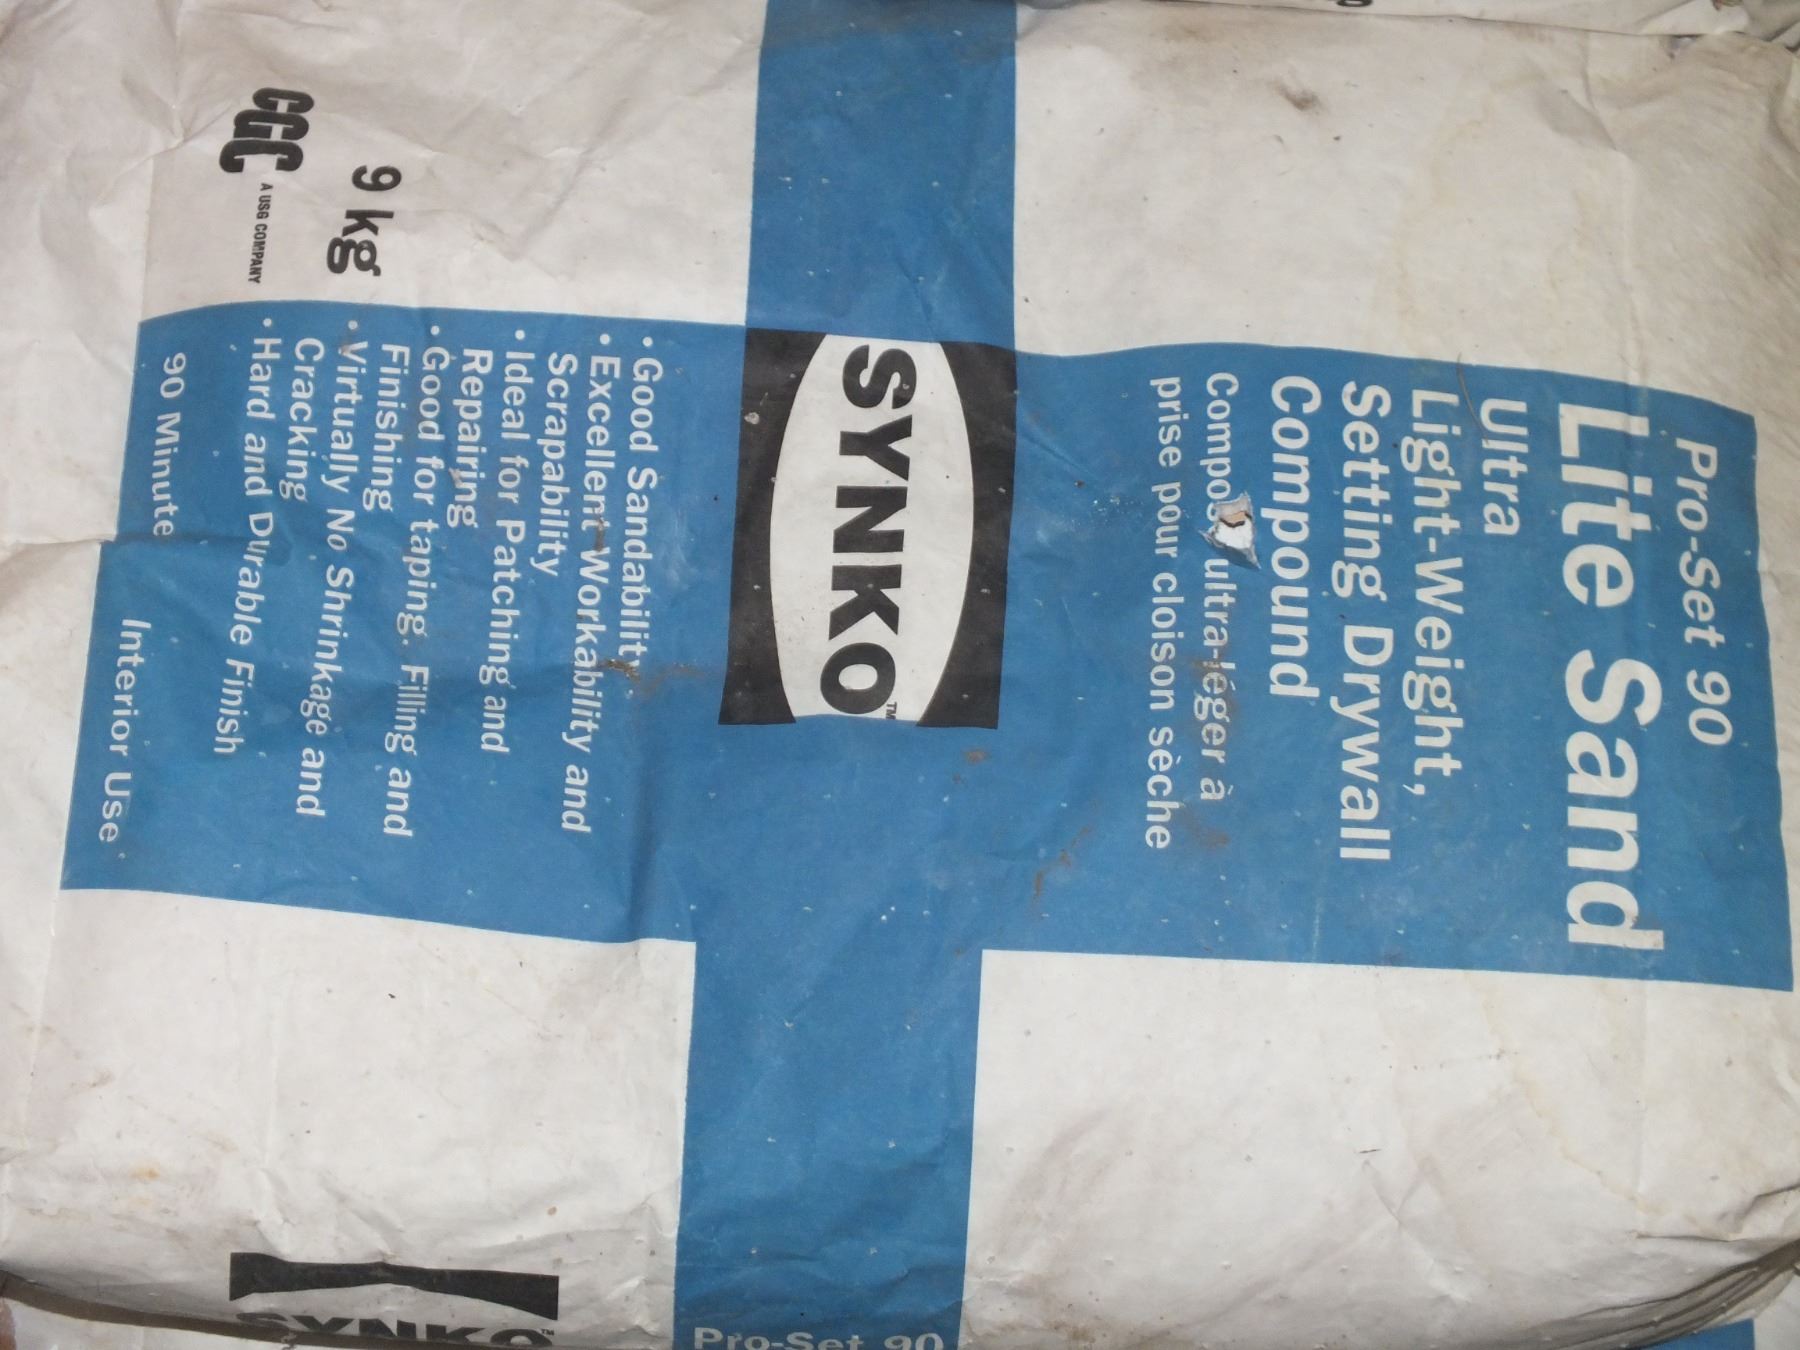 Pro-Set 90
Lite Sand
Ultra
Light-Weight,
Setting Drywall
Compound
ultra-léger à
prise pour cloison sèche
SYNKO™
• Good Sandability
• Excellent Workability and
Scrapability
• Ideal for Patching and
Repairing
• Good for taping. Filling and
Finishing
• Virtually No Shrinkage and
Cracking
• Hard and Durable Finish
90 Minute
Interior Use
9 kg
CGC
A USG COMPANY
Pro-Set 90
SYNKO™